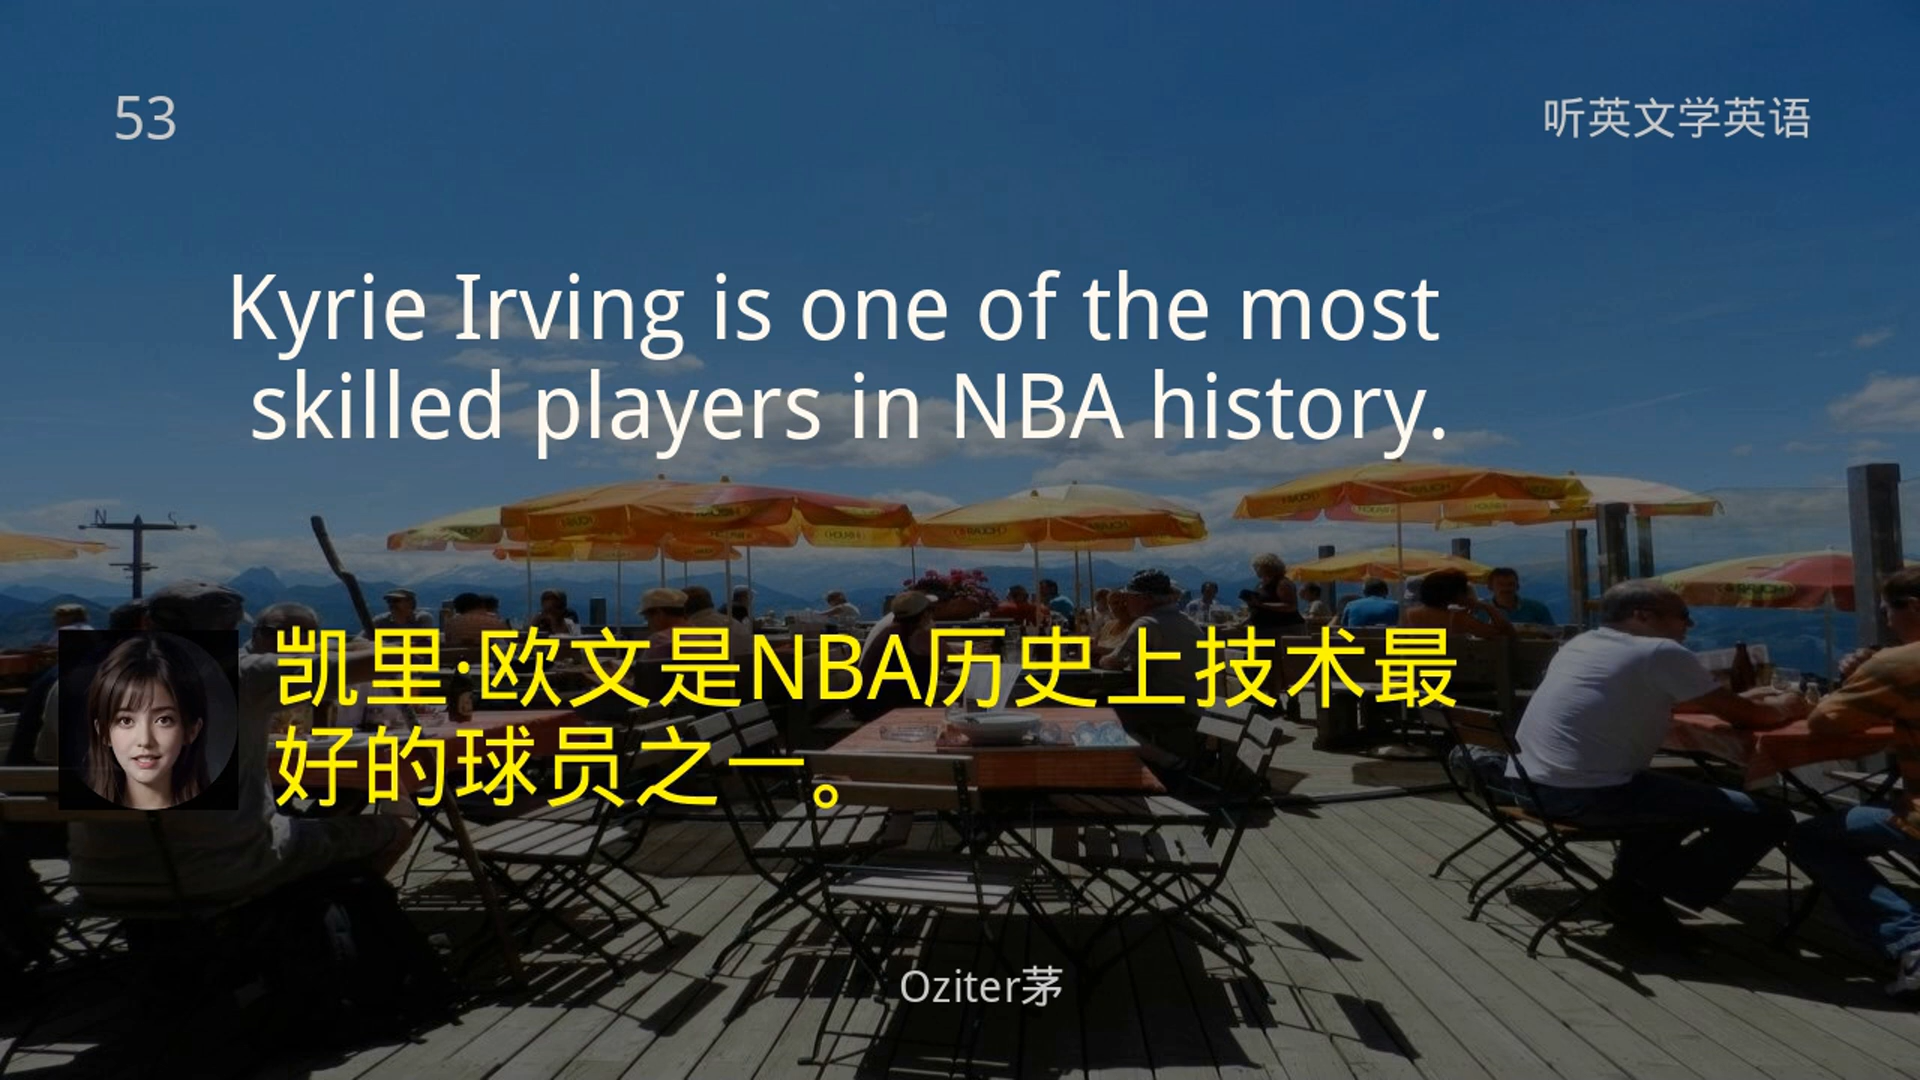 53
听英文学英语
Kyrie Irving is one of the most
skilled players in NBA history.
N S
凯里·欧文是NBA历史上技术最
好的球员之一。
Oziter茅